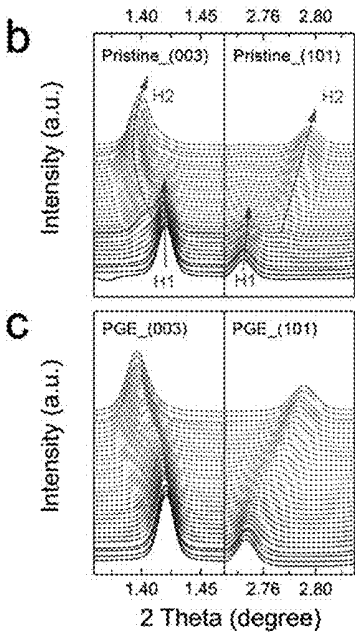 1.40 1.45 2.76 2.80
b
Pristine_(003) Pristine_(101)
H2 H2
Intensity (a.u.)
H1 H1
c
PGE_(003) PGE_(101)
Intensity (a.u.)
1.40 1.45 2.76 2.80
2 Theta (degree)